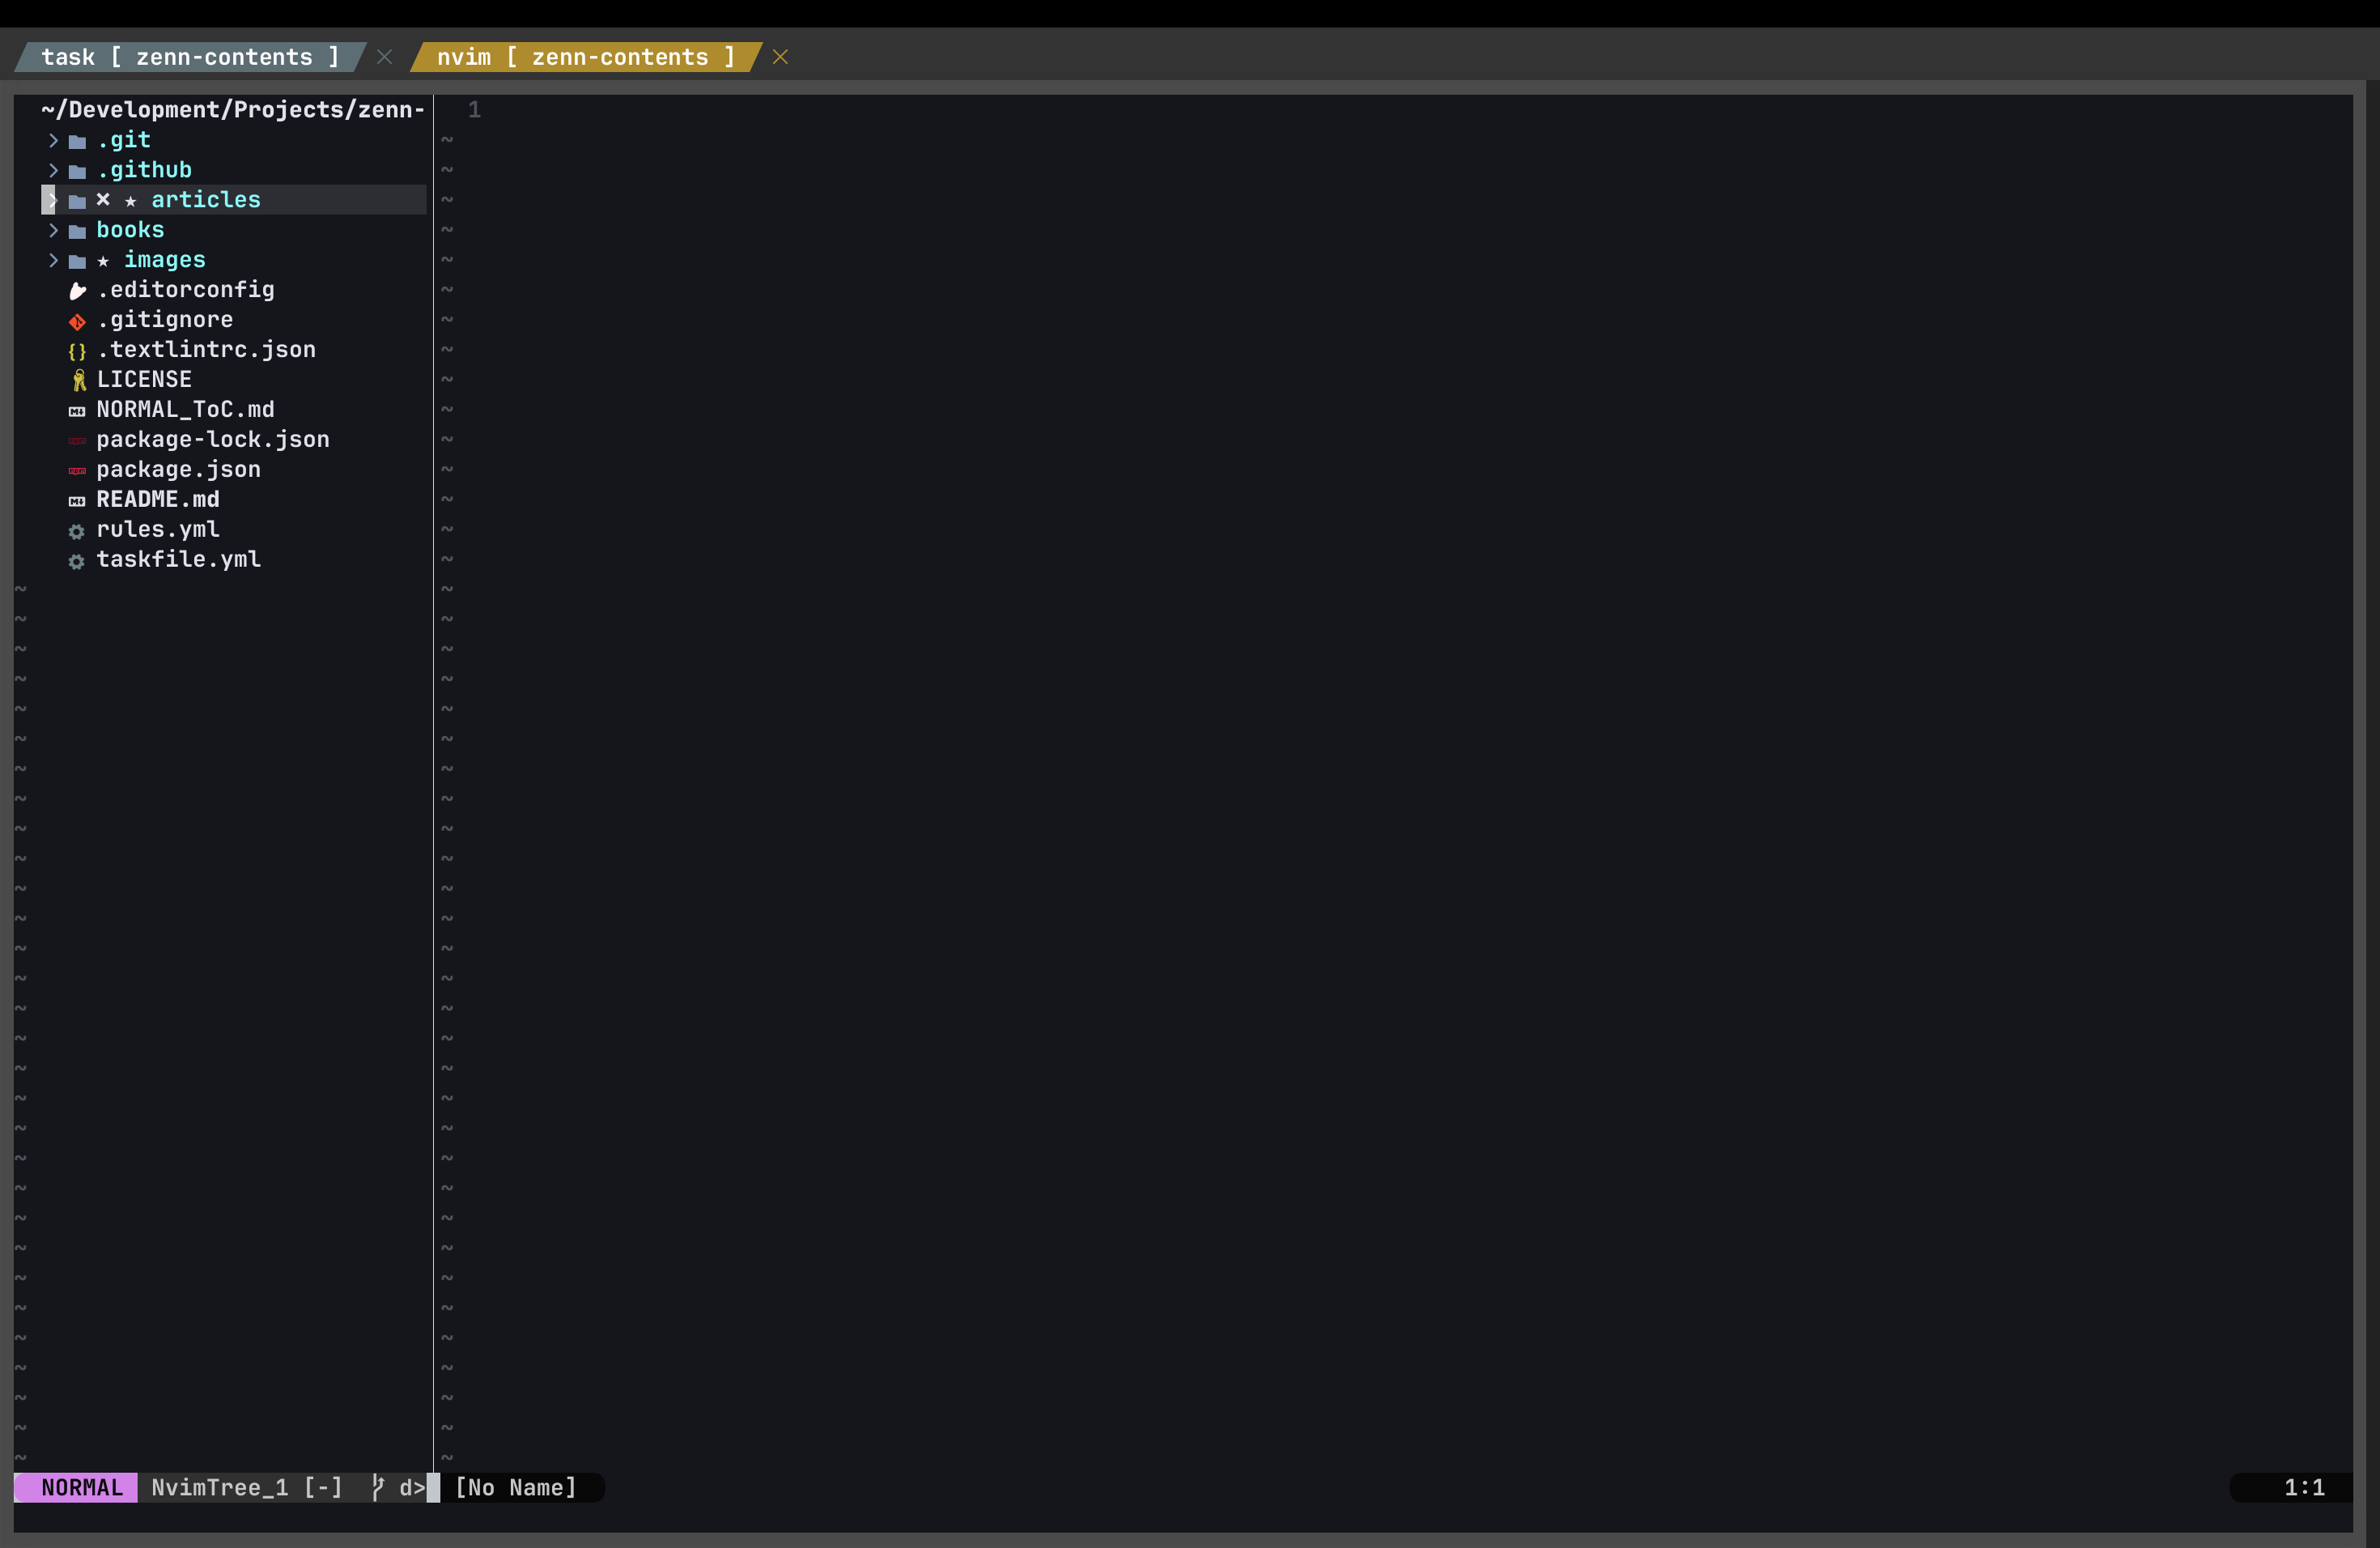 task [ zenn-contents ] × nvim [ zenn-contents ] ×
~/Development/Projects/zenn-
.git
.github
× ★ articles
books
★ images
.editorconfig
.gitignore
{} .textlintrc.json
LICENSE
NORMAL_ToC.md
package-lock.json
package.json
README.md
rules.yml
taskfile.yml
1
NORMAL NvimTree_1 [-] d> [No Name] 1:1